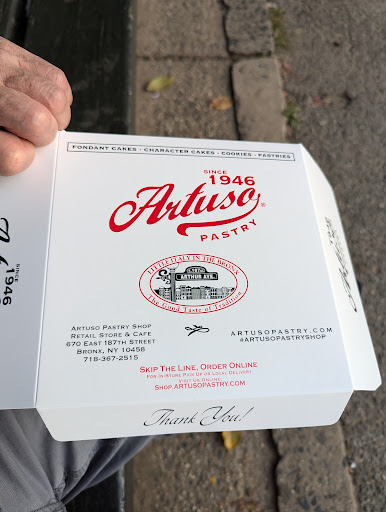 FONDANT CAKES · CHARACTER CAKES · COOKIES · PASTRIES
SINCE
1946
Artuso®
PASTRY
LITTLE ITALY IN THE BRONX
ARTHUR AVE.
The Good Taste of Tradition
ARTUSO PASTRY SHOP
RETAIL STORE & CAFE
670 EAST 187TH STREET
BRONX, NY 10458
718-367-2515
ARTUSOPASTRY.COM
#ARTUSOPASTRYSHOP
SKIP THE LINE, ORDER ONLINE
FOR IN-STORE PICK UP OR LOCAL DELIVERY
VISIT US ONLINE:
SHOP.ARTUSOPASTRY.COM
Thank You!
SINCE
1946